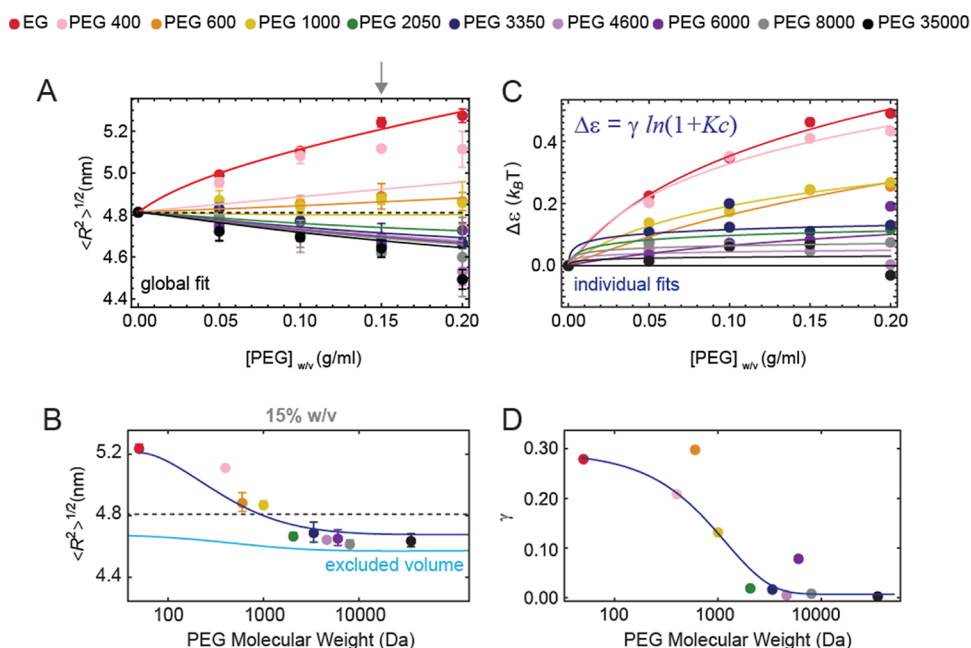 EG PEG 400 PEG 600 PEG 1000 PEG 2050 PEG 3350 PEG 4600 PEG 6000 PEG 8000 PEG 35000
A
<R²>^1/2 (nm)
5.2
5.0
4.8
4.6
4.4
global fit
0.00 0.05 0.10 0.15 0.20
[PEG] w/v (g/ml)
C
Δε = γ ln(1+Kc)
Δε (kBT)
0.4
0.2
0.0
individual fits
0.00 0.05 0.10 0.15 0.20
[PEG] w/v (g/ml)
B
15% w/v
<R²>^1/2 (nm)
5.2
4.8
4.4
excluded volume
100 1000 10000
PEG Molecular Weight (Da)
D
γ
0.30
0.20
0.10
0.00
100 1000 10000
PEG Molecular Weight (Da)